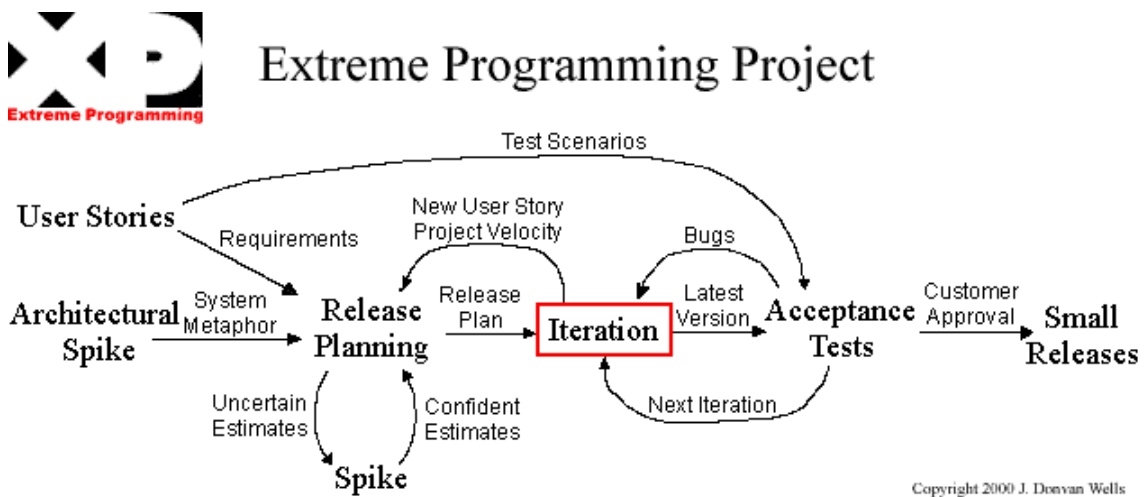 XP
Extreme Programming
Extreme Programming Project
Test Scenarios
User Stories
New User Story
Project Velocity
Bugs
Requirements
Architectural
Spike
System
Metaphor
Release
Planning
Release
Plan
Iteration
Latest
Version
Acceptance
Tests
Customer
Approval
Small
Releases
Uncertain
Estimates
Confident
Estimates
Next Iteration
Spike
Copyright 2000 J. Donvan Wells